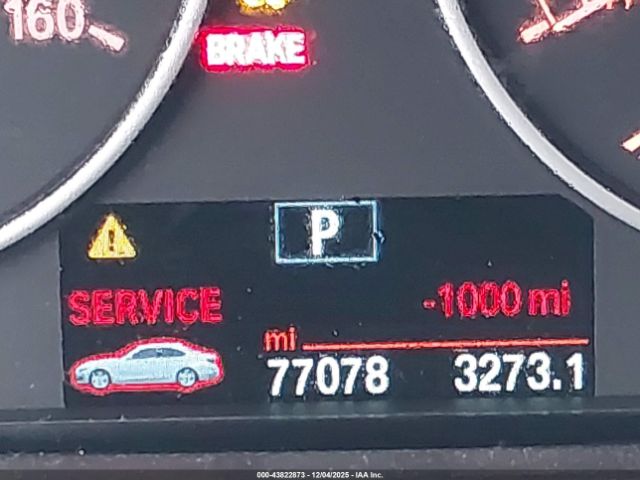 160
BRAKE
P
SERVICE -1000 mi
mi
77078 3273.1
000-43822873 - 12/04/2025 - IAA Inc.